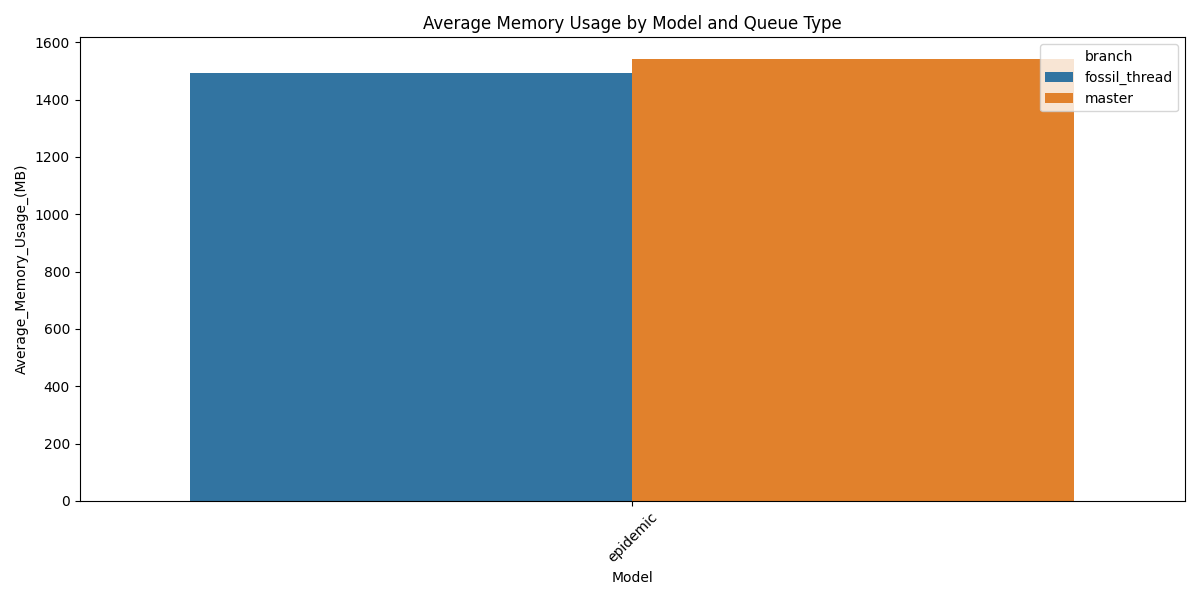 Average Memory Usage by Model and Queue Type
Average_Memory_Usage_(MB)
1600
1400
1200
1000
800
600
400
200
0
branch
fossil_thread
master
epidemic
Model